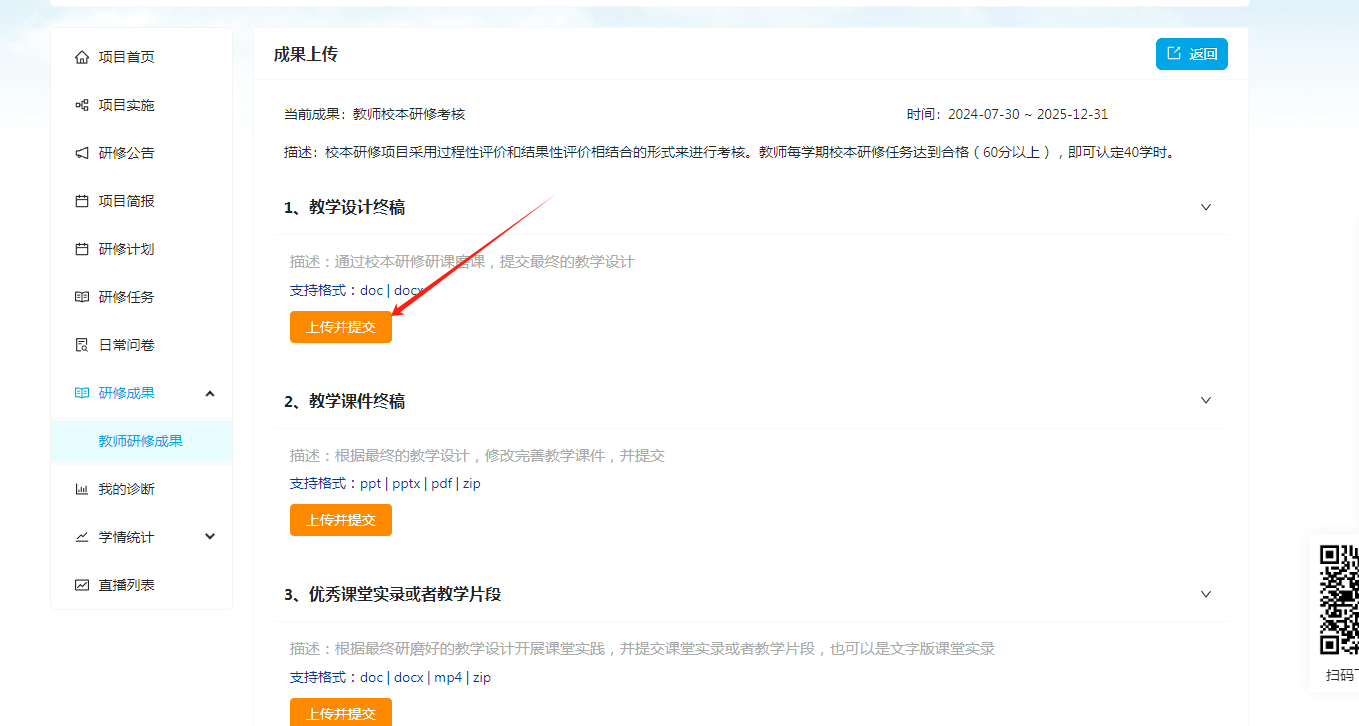 项目首页
项目实施
研修公告
项目简报
研修计划
研修任务
日常问卷
研修成果
教师研修成果
我的诊断
学情统计
直播列表
成果上传
返回
当前成果：教师校本研修考核
时间：2024-07-30 ~ 2025-12-31
描述：校本研修项目采用过程性评价和结果性评价相结合的形式来进行考核。教师每学期校本研修任务达到合格（60分以上），即可认定40学时。
1、教学设计终稿
描述：通过校本研修研课磨课，提交最终的教学设计
支持格式：doc | docx
上传并提交
2、教学课件终稿
描述：根据最终的教学设计，修改完善教学课件，并提交
支持格式：ppt | pptx | pdf | zip
上传并提交
3、优秀课堂实录或者教学片段
描述：根据最终研磨好的教学设计开展课堂实践，并提交课堂实录或者教学片段，也可以是文字版课堂实录
支持格式：doc | docx | mp4 | zip
上传并提交
扫码